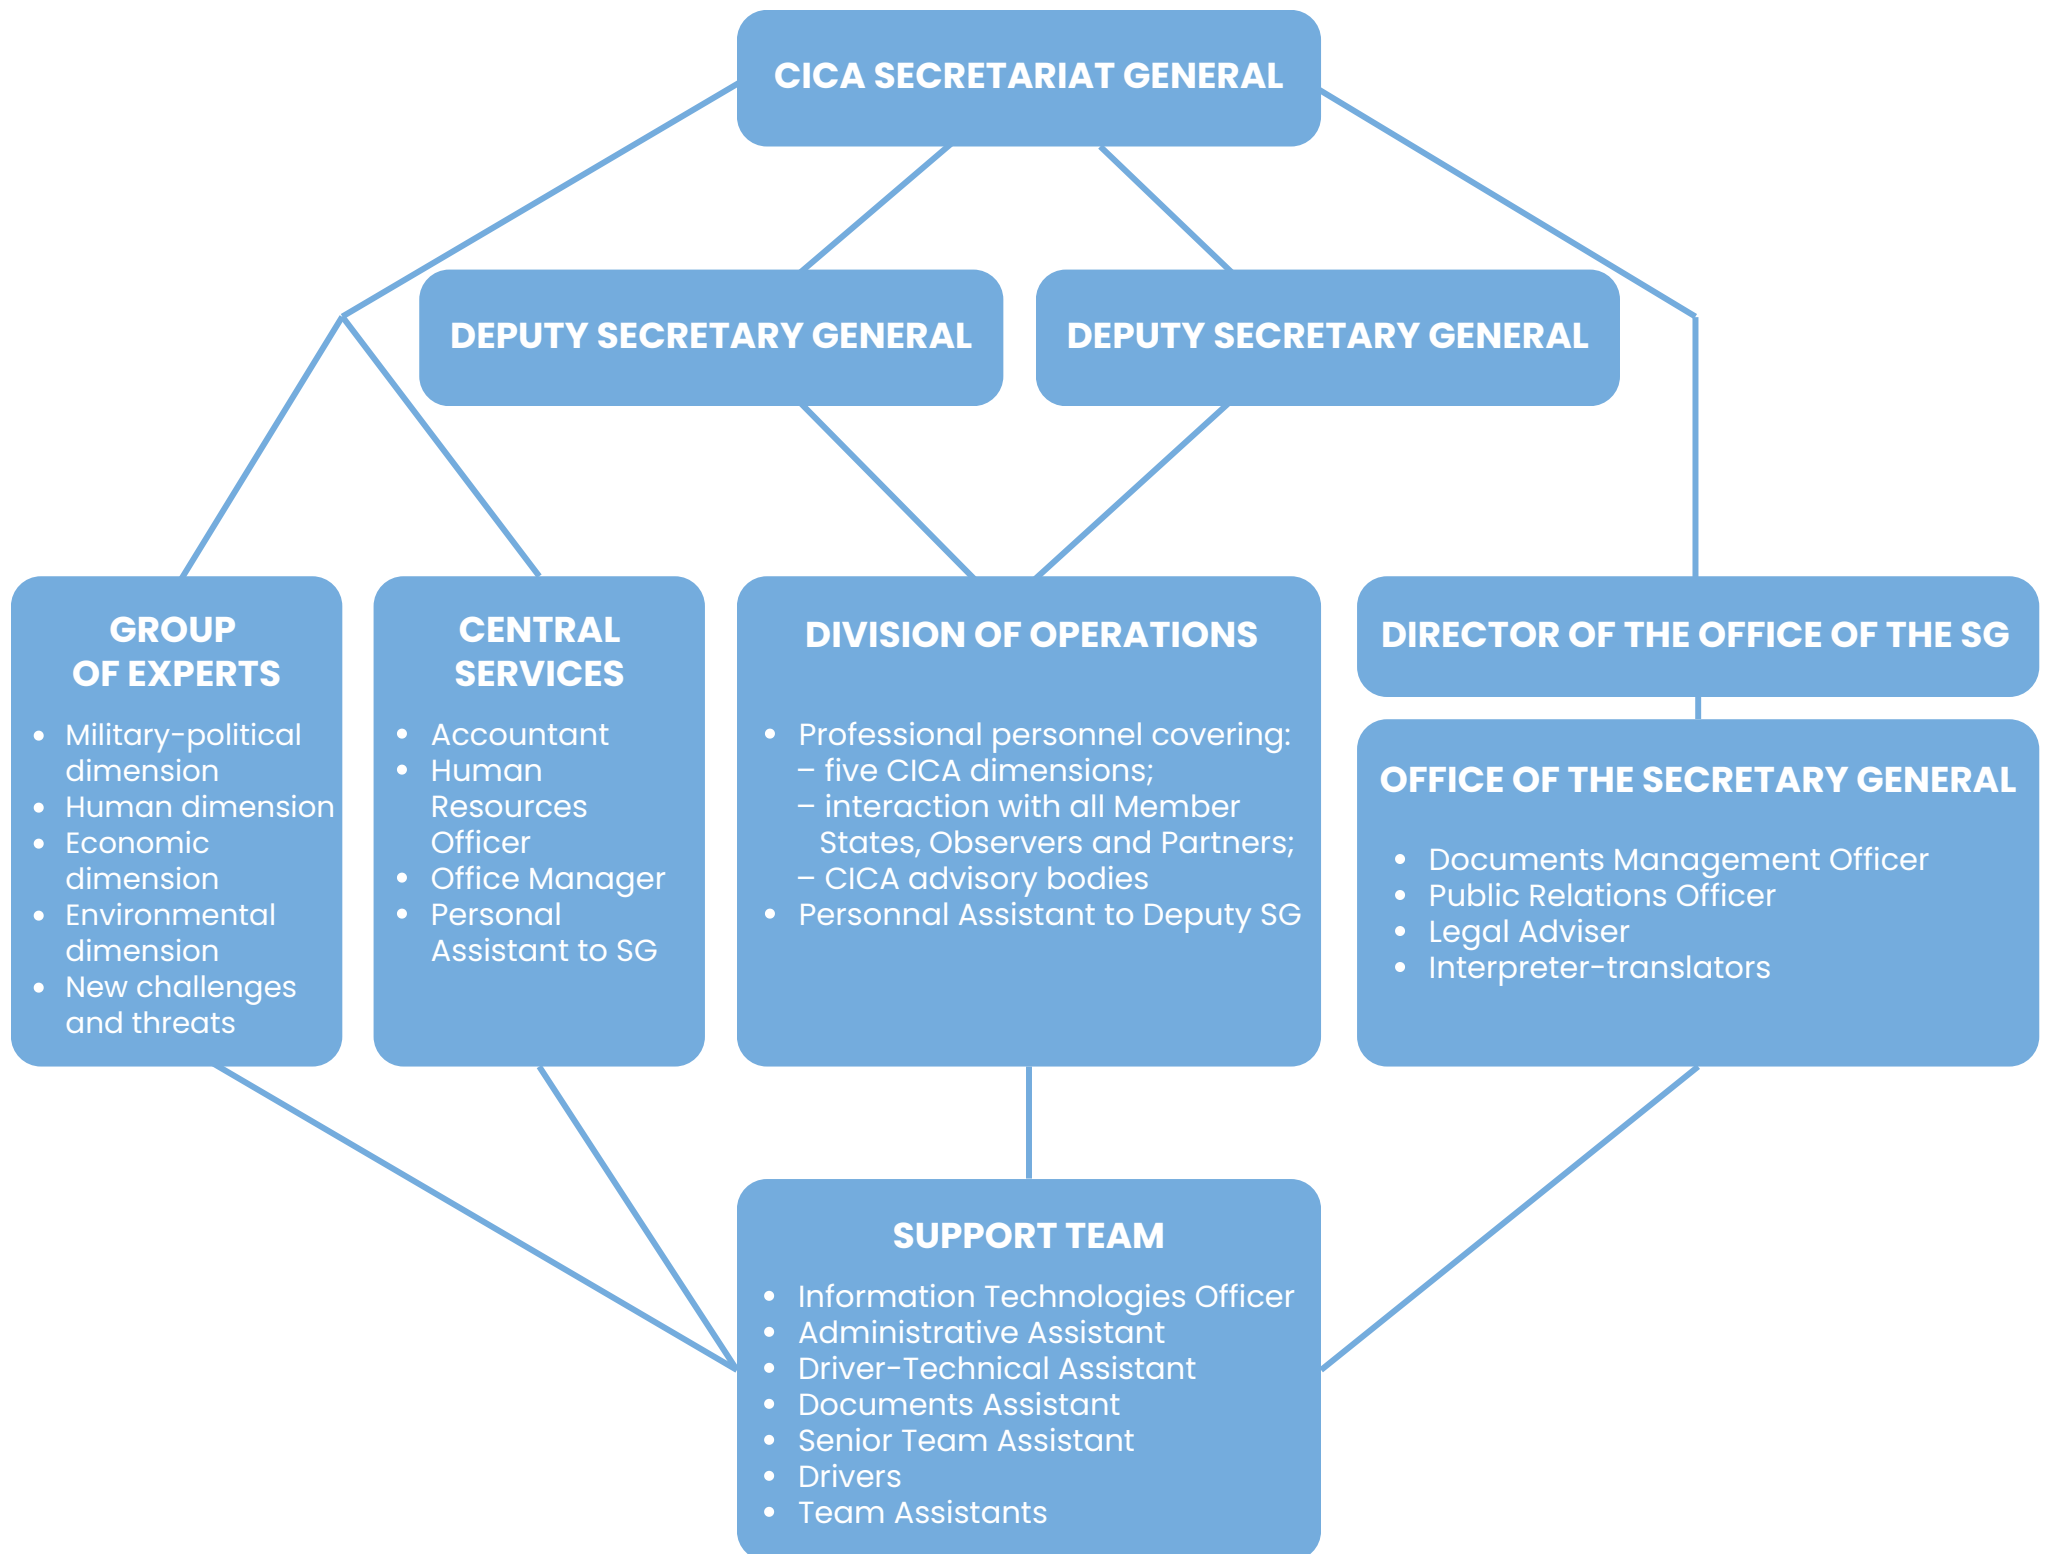 CICA SECRETARIAT GENERAL
DEPUTY SECRETARY GENERAL
DEPUTY SECRETARY GENERAL
GROUP
OF EXPERTS
• Military-political
dimension
• Human dimension
• Economic
dimension
• Environmental
dimension
• New challenges
and threats
CENTRAL
SERVICES
• Accountant
• Human
Resources
Officer
• Office Manager
• Personal
Assistant to SG
DIVISION OF OPERATIONS
• Professional personnel covering:
– five CICA dimensions;
– interaction with all Member
States, Observers and Partners;
– CICA advisory bodies
• Personnal Assistant to Deputy SG
DIRECTOR OF THE OFFICE OF THE SG
OFFICE OF THE SECRETARY GENERAL
• Documents Management Officer
• Public Relations Officer
• Legal Adviser
• Interpreter-translators
SUPPORT TEAM
• Information Technologies Officer
• Administrative Assistant
• Driver-Technical Assistant
• Documents Assistant
• Senior Team Assistant
• Drivers
• Team Assistants